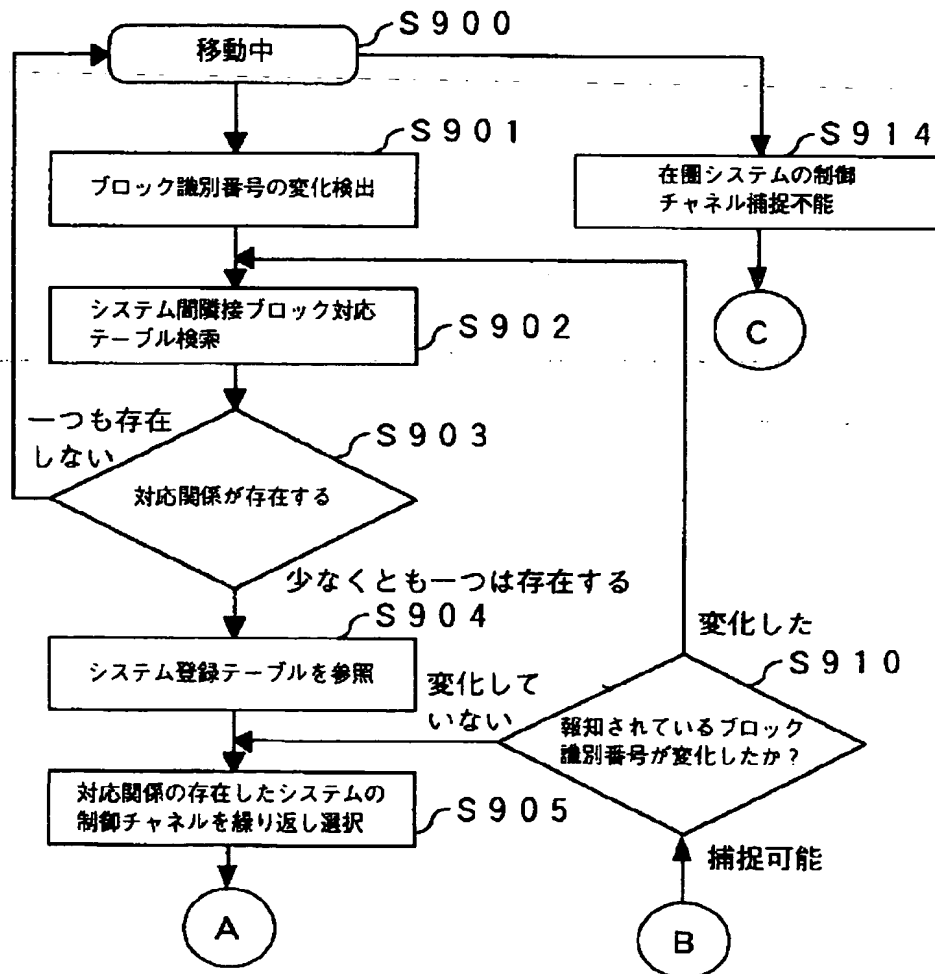 S900
移動中
S901
ブロック識別番号の変化検出
S914
在圏システムの制御
チャネル捕捉不能
システム間隣接ブロック対応
テーブル検索
S902
C
一つも存在
しない
S903
対応関係が存在する
少なくとも一つは存在する
S904
システム登録テーブルを参照
変化した
変化して
いない
S910
報知されているブロック
識別番号が変化したか?
対応関係の存在したシステムの
制御チャネルを繰り返し選択
S905
捕捉可能
A
B